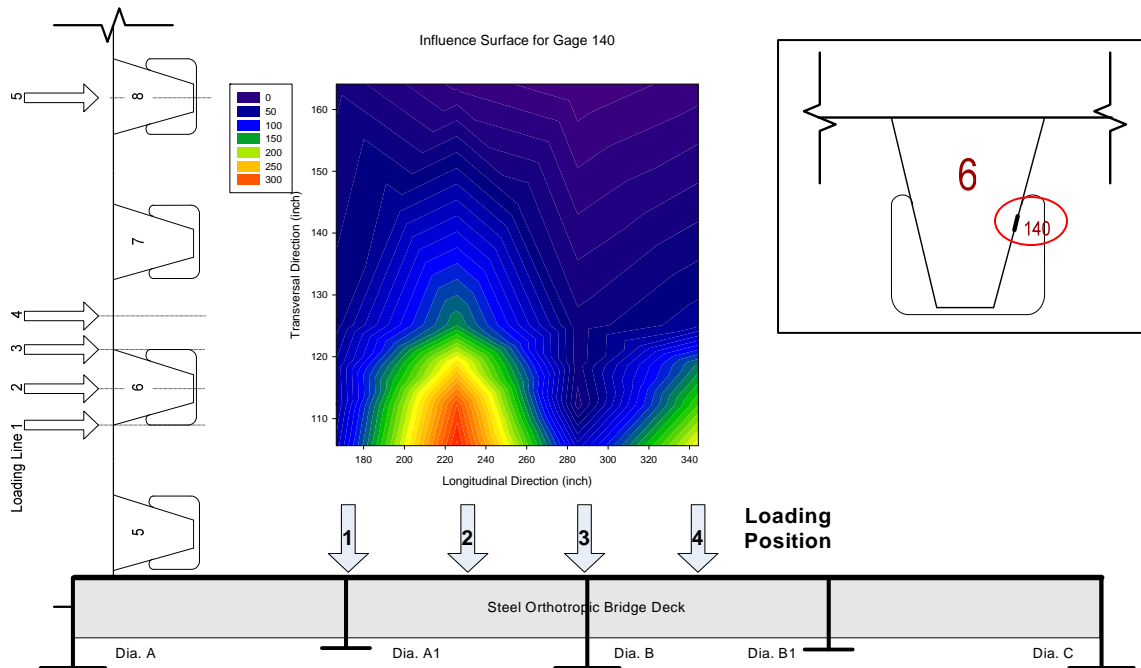 Influence Surface for Gage 140
0
50
100
150
200
250
300
Transversal Direction (inch)
160
150
140
130
120
110
180 200 220 240 260 280 300 320 340
Longitudinal Direction (inch)
5
4
3
2
Loading Line 1
8
7
6
5
6
140
1 2 3 4
Loading
Position
Steel Orthotropic Bridge Deck
Dia. A Dia. A1 Dia. B Dia. B1 Dia. C